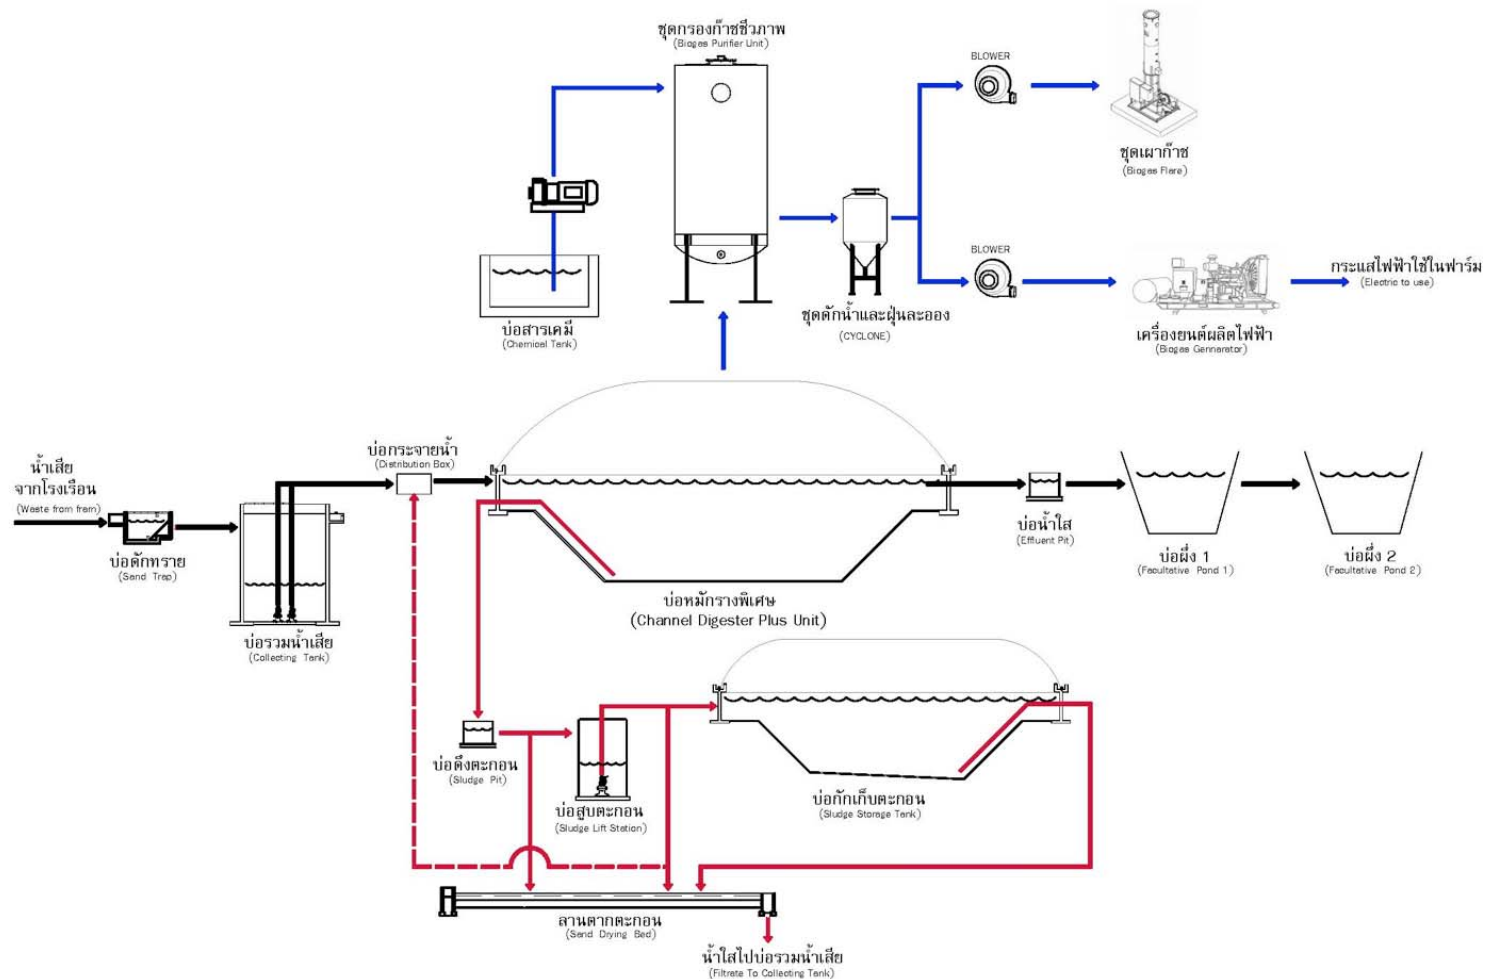 ชุดกรองก๊าซชีวภาพ
(Biogas Purifier Unit)
BLOWER
ชุดเผาก๊าซ
(Biogas Flare)
BLOWER
กระแสไฟฟ้าใช้ในฟาร์ม
(Electric to use)
ชุดดักน้ำและฝุ่นละออง
(CYCLONE)
บ่อสารเคมี
(Chemical Tank)
เครื่องยนต์ผลิตไฟฟ้า
(Biogas Gennarator)
น้ำเสีย
จากโรงเรือน
(Waste from frem)
บ่อกระจายน้ำ
(Distribution Box)
บ่อดักทราย
(Sand Trap)
บ่อรวมน้ำเสีย
(Collecting Tank)
บ่อหมักรางพิเศษ
(Channel Digester Plus Unit)
บ่อน้ำใส
(Effluent Pit)
บ่อผึ่ง 1
(Facultative Pond 1)
บ่อผึ่ง 2
(Facultative Pond 2)
บ่อดึงตะกอน
(Sludge Pit)
บ่อสูบตะกอน
(Sludge Lift Station)
บ่อกักเก็บตะกอน
(Sludge Storage Tank)
ลานตากตะกอน
(Sand Drying Bed)
น้ำใสไปบ่อรวมน้ำเสีย
(Filtrate To Collecting Tank)